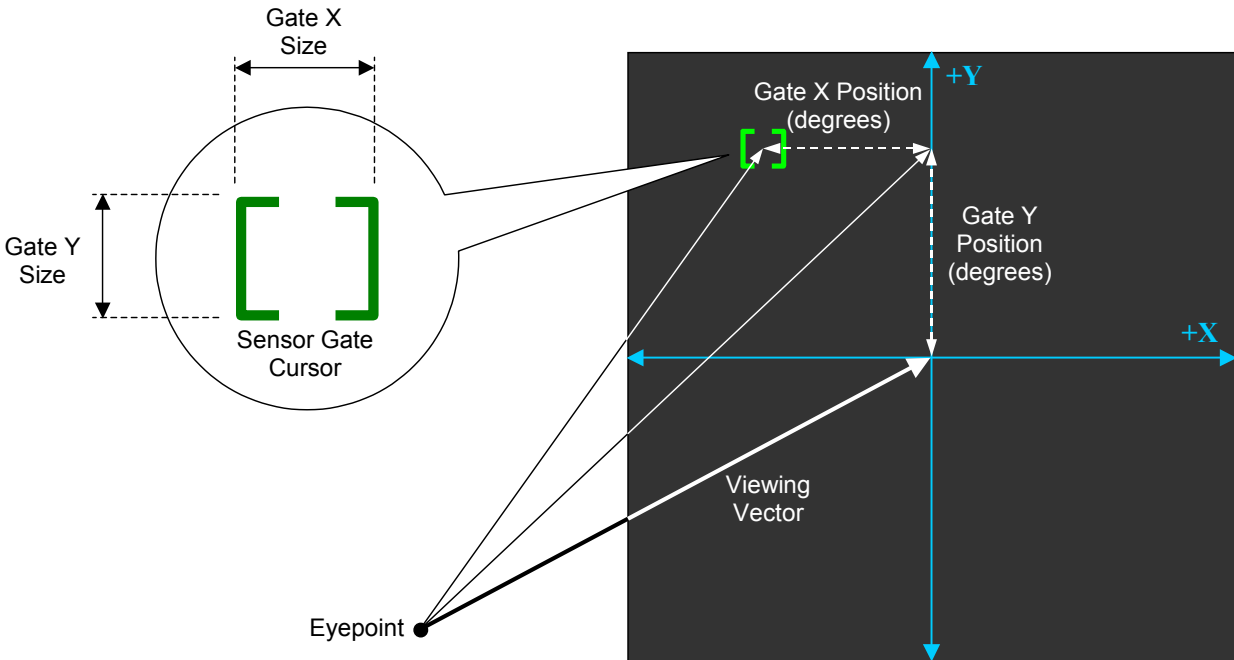 Gate X
Size
Gate Y
Size
Sensor Gate
Cursor
+Y
Gate X Position
(degrees)
Gate Y
Position
(degrees)
+X
Viewing
Vector
Eyepoint